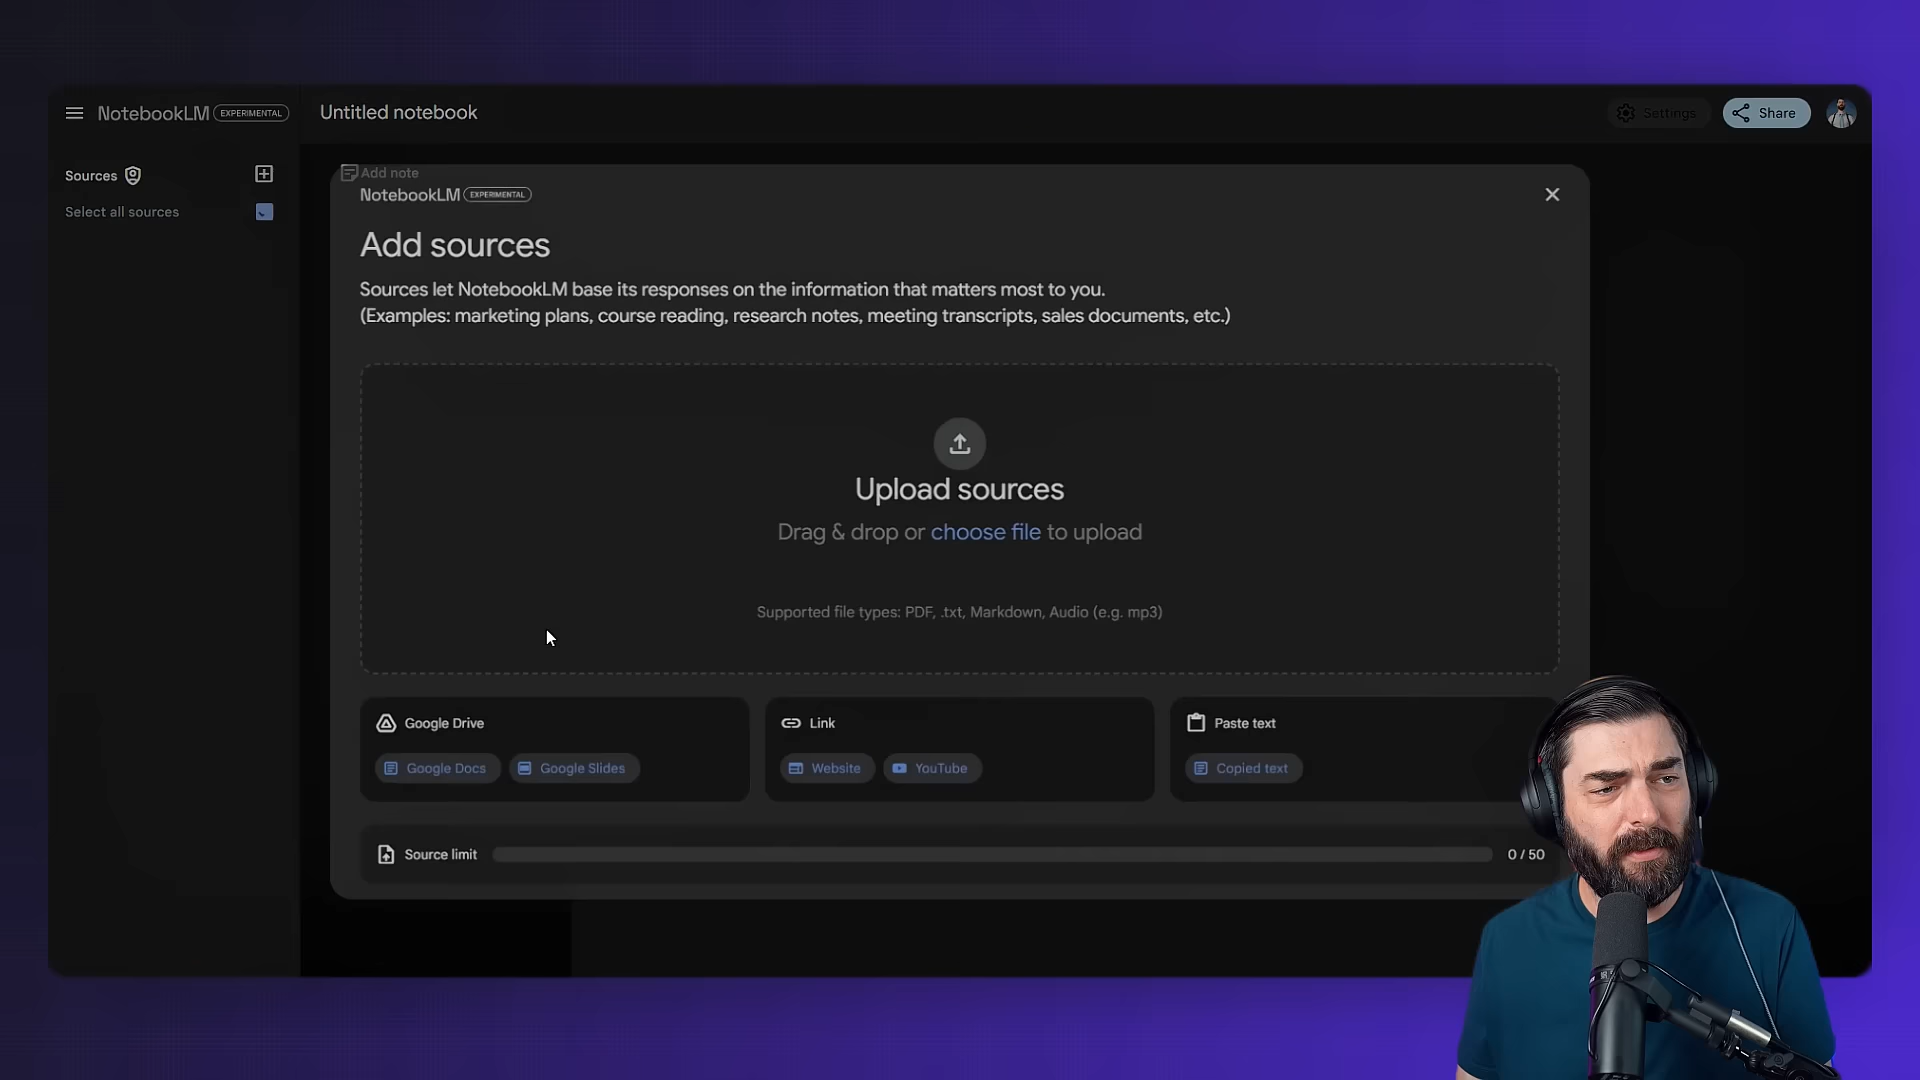 NotebookLM EXPERIMENTAL
Untitled notebook
Settings
Share
Sources
Select all sources
Add note
NotebookLM EXPERIMENTAL
Add sources
Sources let NotebookLM base its responses on the information that matters most to you.
(Examples: marketing plans, course reading, research notes, meeting transcripts, sales documents, etc.)
Upload sources
Drag & drop or choose file to upload
Supported file types: PDF, .txt, Markdown, Audio (e.g. mp3)
Google Drive
Google Docs
Google Slides
Link
Website
YouTube
Paste text
Copied text
Source limit
0 / 50